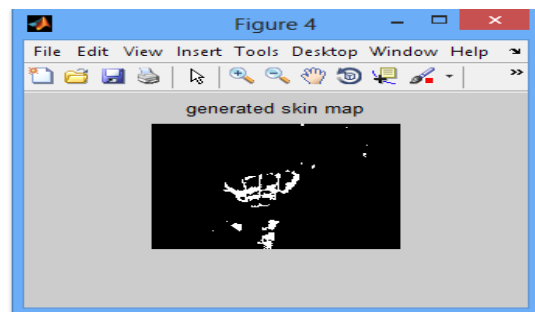 Figure 4
File Edit View Insert Tools Desktop Window Help
generated skin map